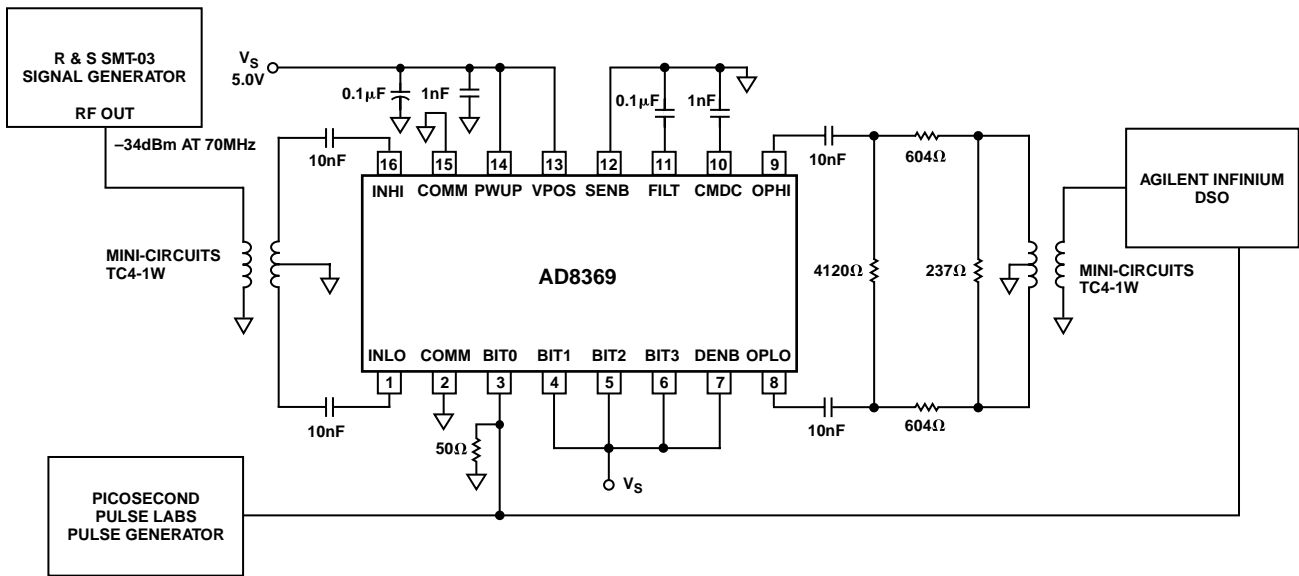 R & S SMT-03
SIGNAL GENERATOR
RF OUT
–34dBm AT 70MHz
VS
5.0V
0.1µF
1nF
0.1µF
1nF
10nF
10nF
604Ω
16
15
14
13
12
11
10
9
INHI
COMM
PWUP
VPOS
SENB
FILT
CMDC
OPHI
AGILENT INFINIUM
DSO
MINI-CIRCUITS
TC4-1W
AD8369
4120Ω
237Ω
MINI-CIRCUITS
TC4-1W
INLO
COMM
BIT0
BIT1
BIT2
BIT3
DENB
OPLO
1
2
3
4
5
6
7
8
10nF
10nF
604Ω
50Ω
VS
PICOSECOND
PULSE LABS
PULSE GENERATOR